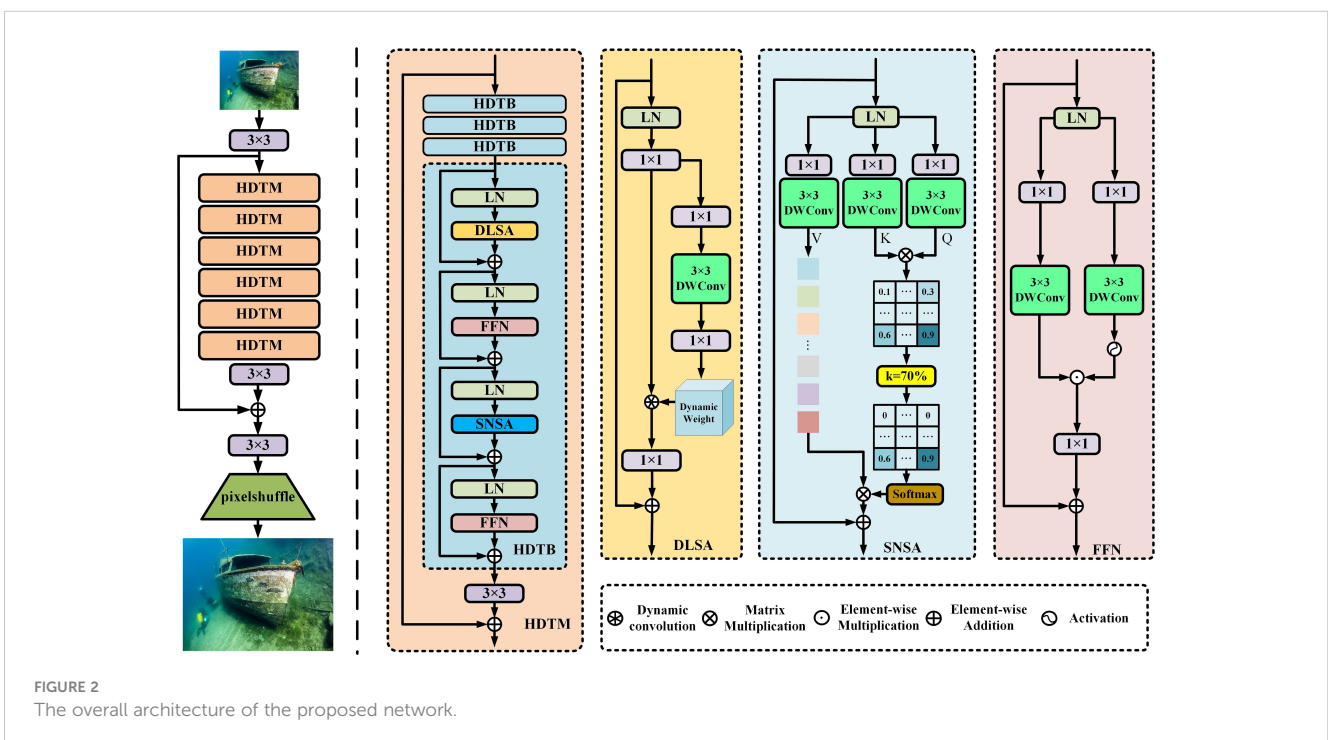 3×3
HDTM
HDTM
HDTM
HDTM
HDTM
HDTM
3×3
3×3
pixelshuffle
HDTB
HDTB
HDTB
LN
DLSA
LN
FFN
LN
SNSA
LN
FFN
HDTB
3×3
HDTM
LN
1×1
1×1
3×3
DWConv
1×1
Dynamic
Weight
1×1
DLSA
LN
1×1 1×1 1×1
3×3 3×3 3×3
DWConv DWConv DWConv
V K Q
0.1 ... 0.3
... ... ...
0.6 ... 0.9
⋮
k=70%
0 ... 0
... ... ...
0.6 ... 0.9
Softmax
SNSA
LN
1×1 1×1
3×3 3×3
DWConv DWConv
1×1
FFN
Dynamic Matrix Element-wise Element-wise Activation
convolution Multiplication Multiplication Addition
FIGURE 2
The overall architecture of the proposed network.